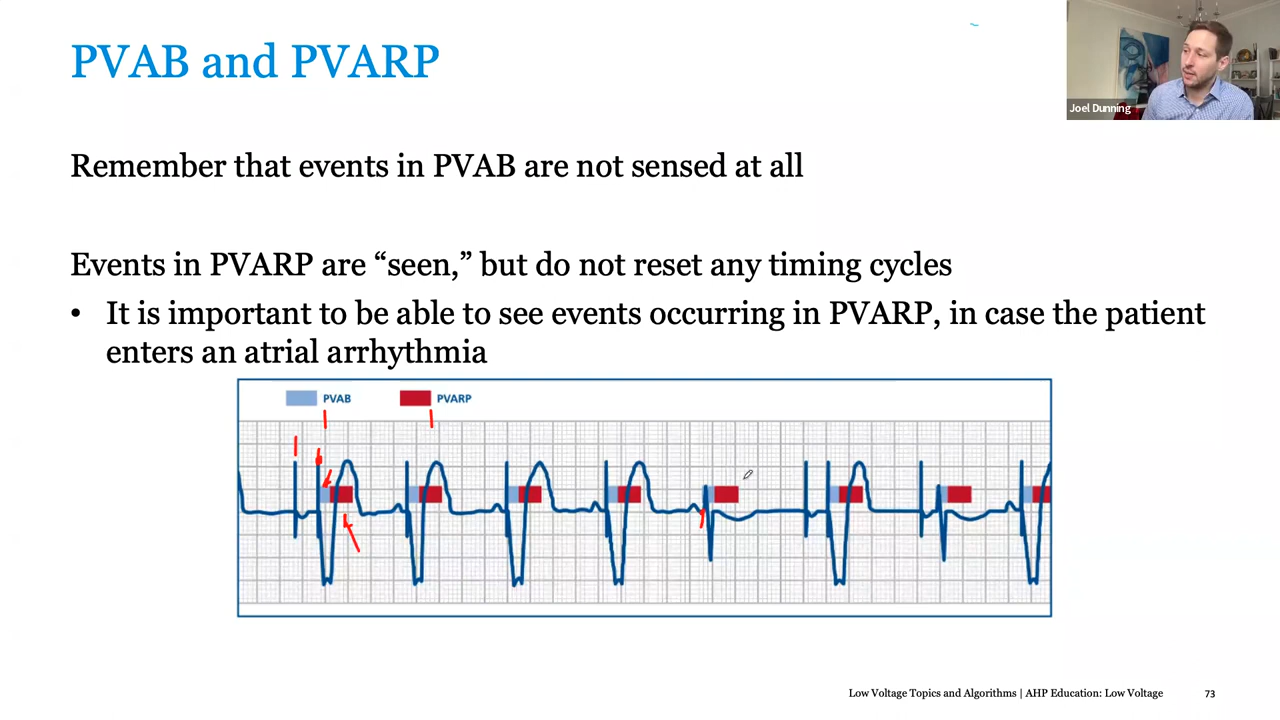 PVAB and PVARP
Joel Dunning
Remember that events in PVAB are not sensed at all
Events in PVARP are “seen,” but do not reset any timing cycles
• It is important to be able to see events occurring in PVARP, in case the patient
enters an atrial arrhythmia
PVAB PVARP
Low Voltage Topics and Algorithms | AHP Education: Low Voltage 73